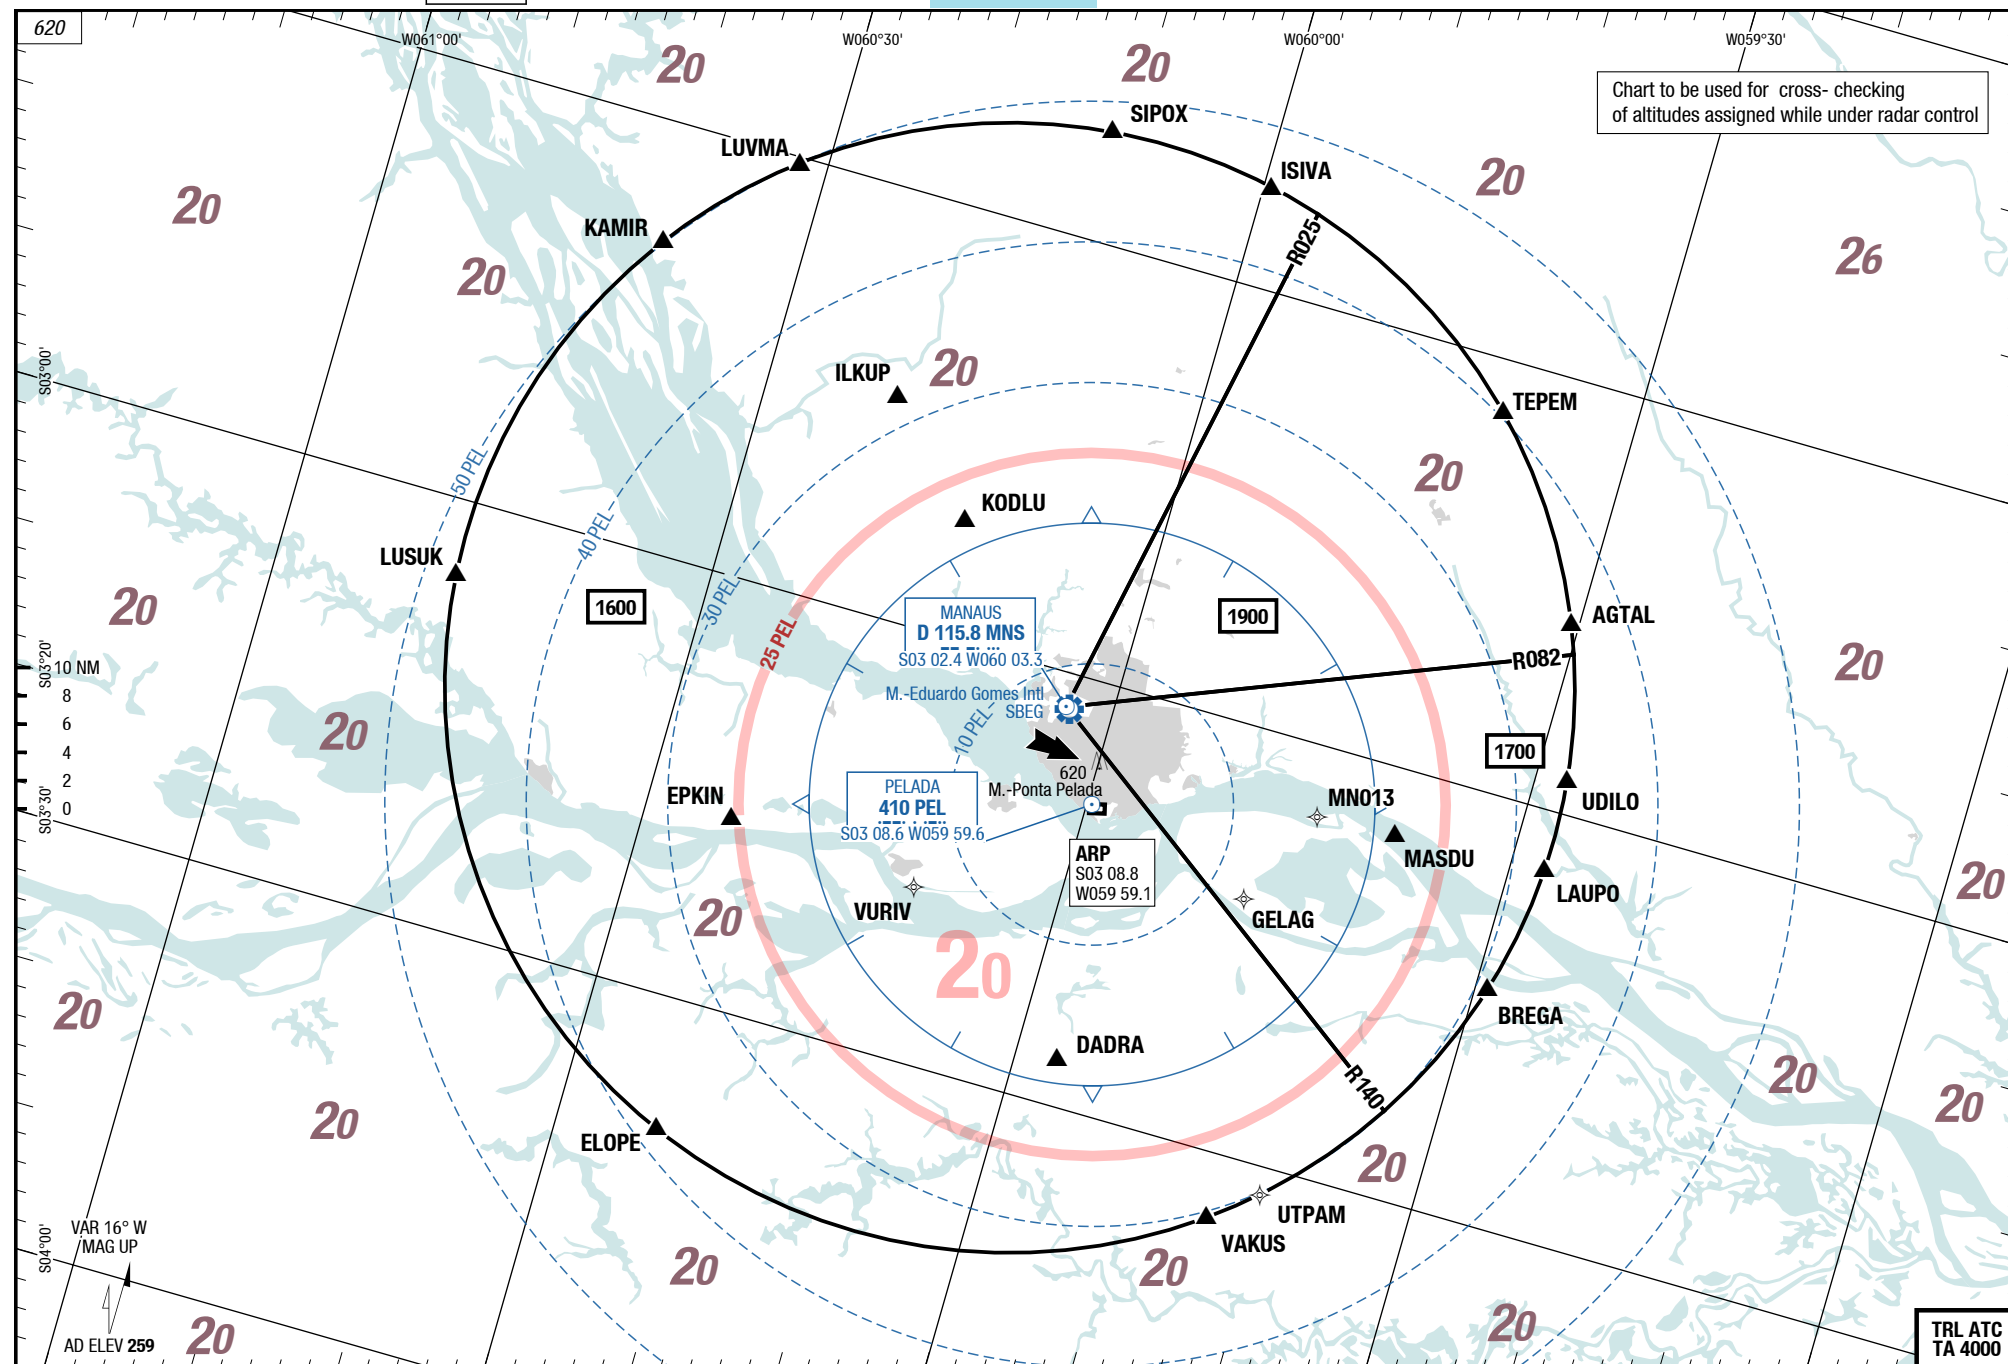 620
W061°00'
W060°30'
W060°00'
W059°30'
20
20
Chart to be used for cross- checking
of altitudes assigned while under radar control
SIPOX
LUVMA
ISIVA
20
20
KAMIR
R025
26
20
S03°00'
ILKUP
20
TEPEM
20
50 PEL
40 PEL
KODLU
LUSUK
30 PEL
1600
20
MANAUS
D 115.8 MNS
S03 02.4 W060 03.3
1900
AGTAL
25 PEL
R082
20
S03°20'
10 NM
8
6
4
2
0
M.-Eduardo Gomes Intl
SBEG
20
10 PEL
1700
620
M.-Ponta Pelada
PELADA
410 PEL
S03 08.6 W059 59.6
S03°30'
EPKIN
MN013
UDILO
MASDU
ARP
S03 08.8
W059 59.1
LAUPO
20
VURIV
20
GELAG
20
BREGA
20
DADRA
R140
20
20
20
ELOPE
20
UTPAM
VAKUS
20
20
S04°00'
VAR 16° W
MAG UP
AD ELEV 259
20
20
TRL ATC
TA 4000